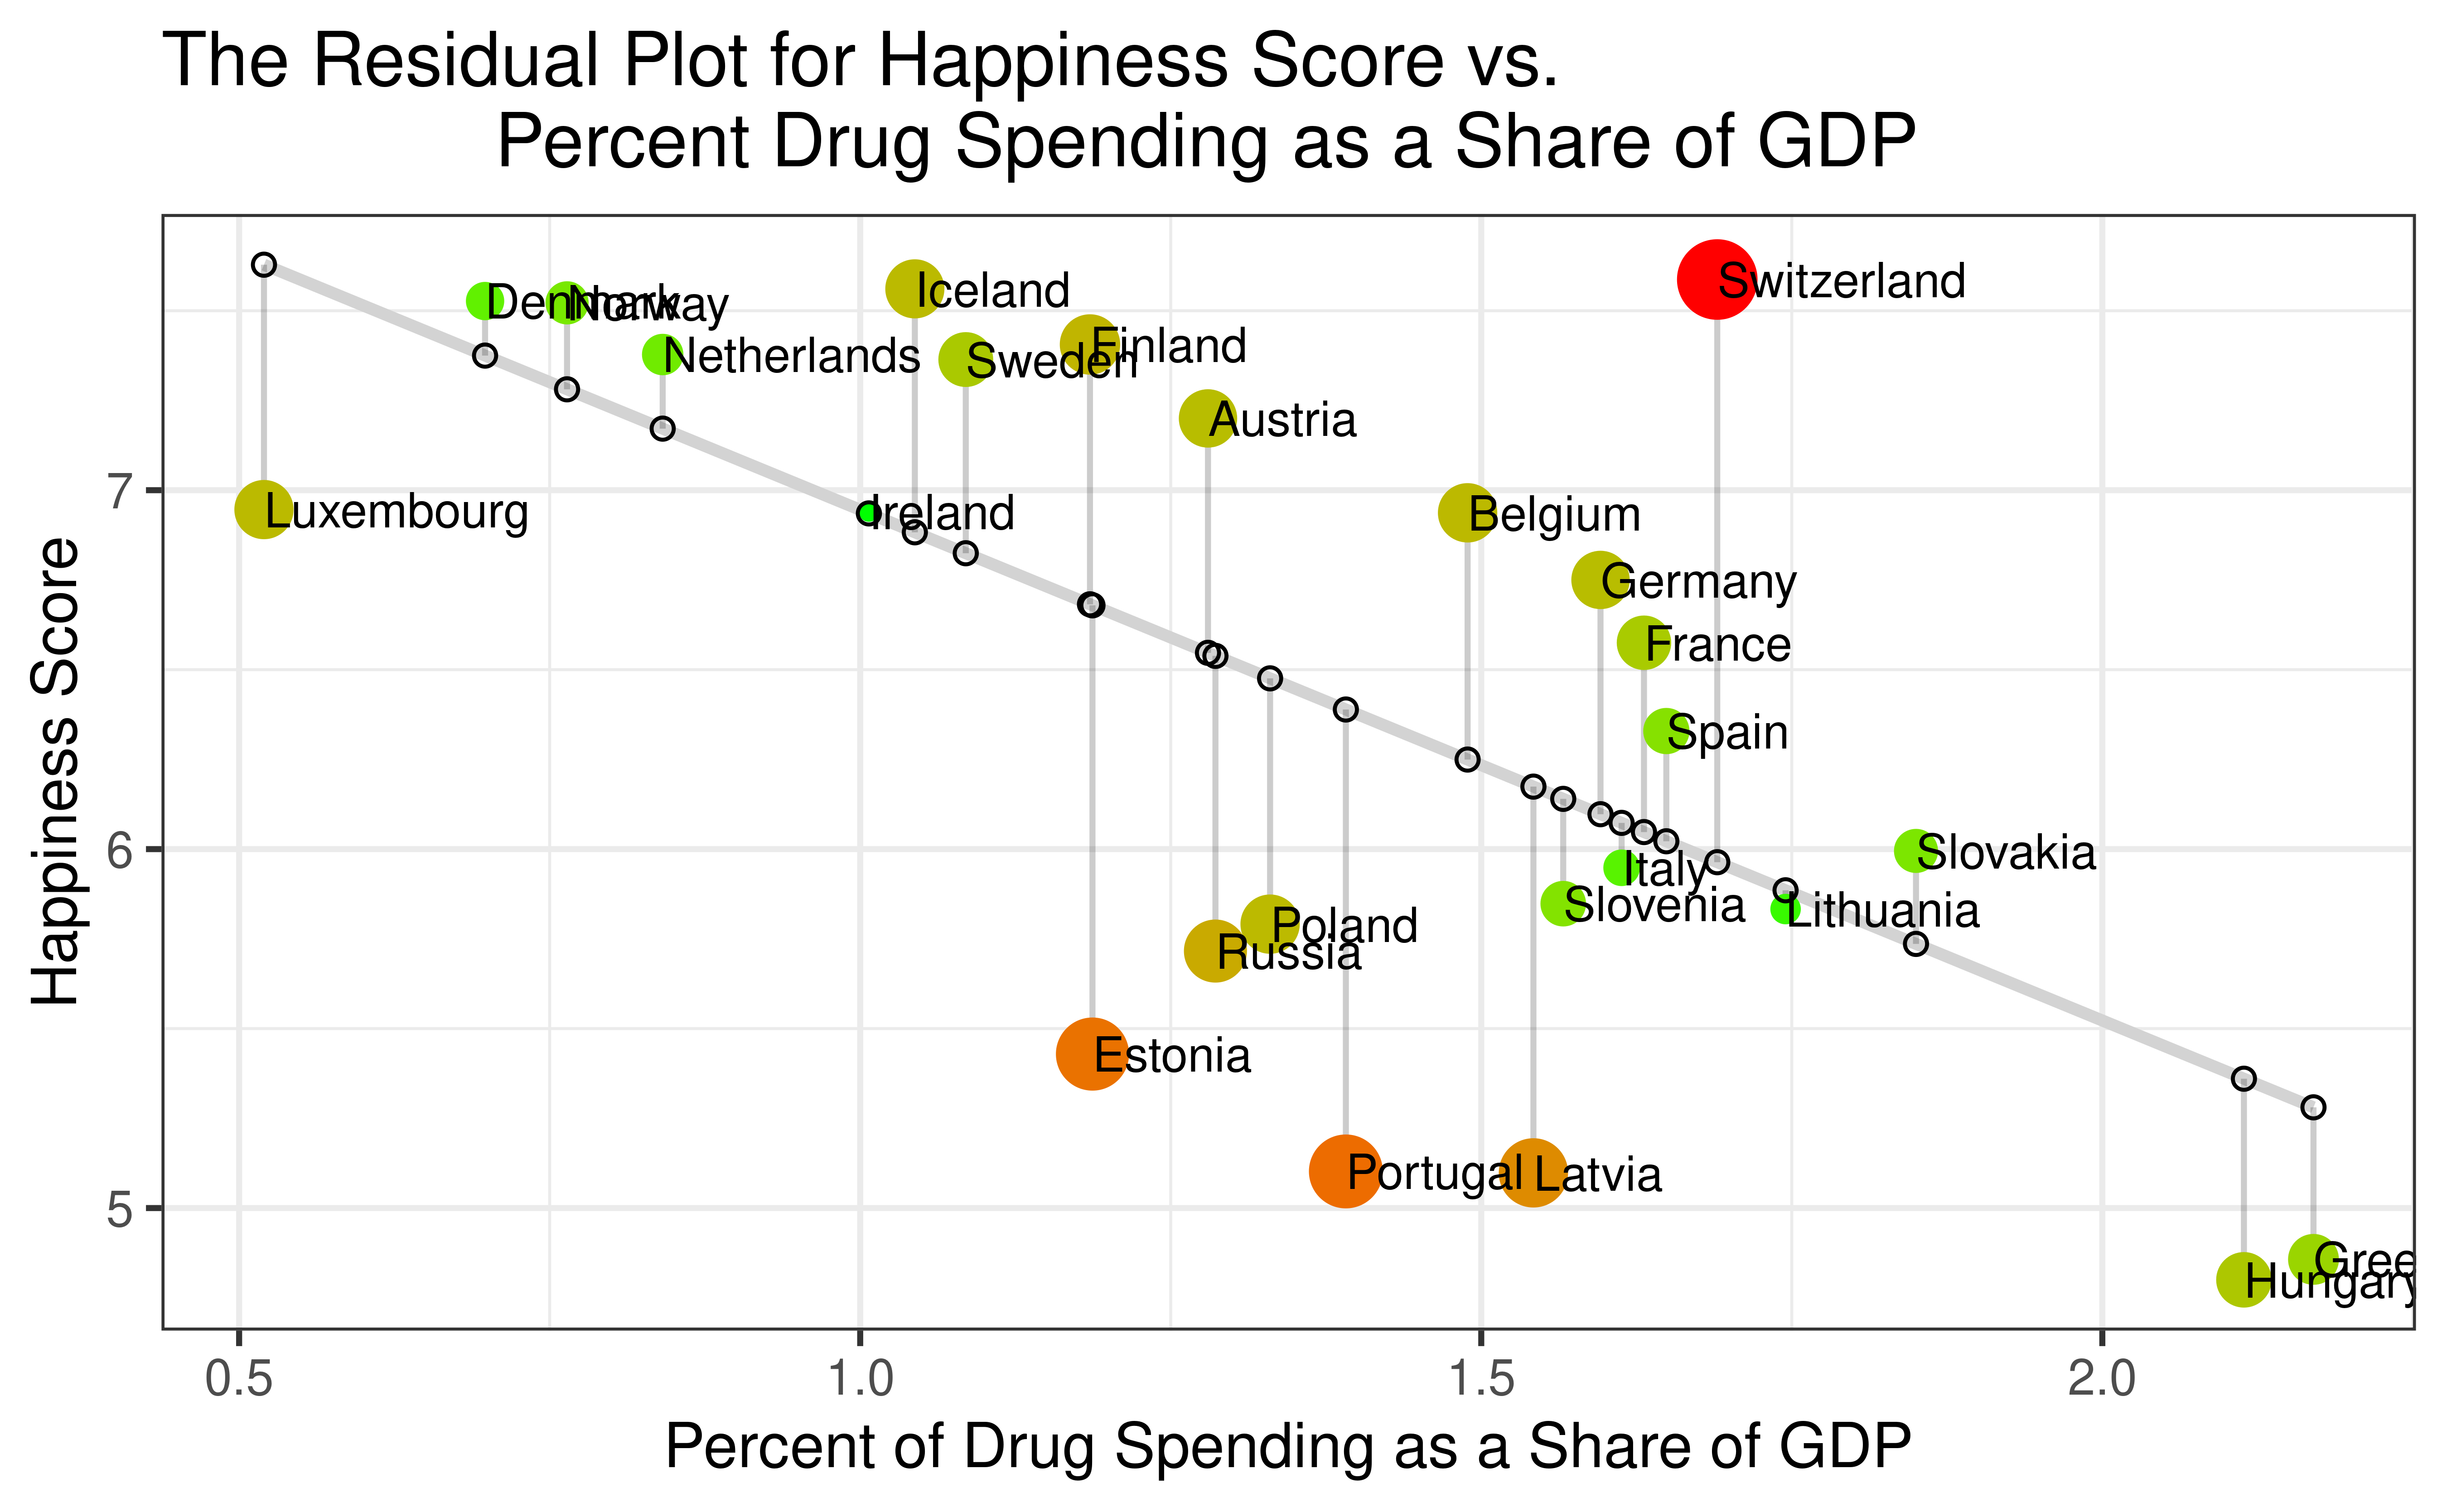 The Residual Plot for Happiness Score vs.
Percent Drug Spending as a Share of GDP
Happiness Score
7
6
5
Switzerland
Iceland
Denmark
Norway
Finland
Netherlands
Sweden
Austria
Luxembourg
Ireland
Belgium
Germany
France
Spain
Slovakia
Italy
Slovenia
Lithuania
Poland
Russia
Estonia
Portugal
Latvia
Gree
Hungary
0.5
1.0
1.5
2.0
Percent of Drug Spending as a Share of GDP